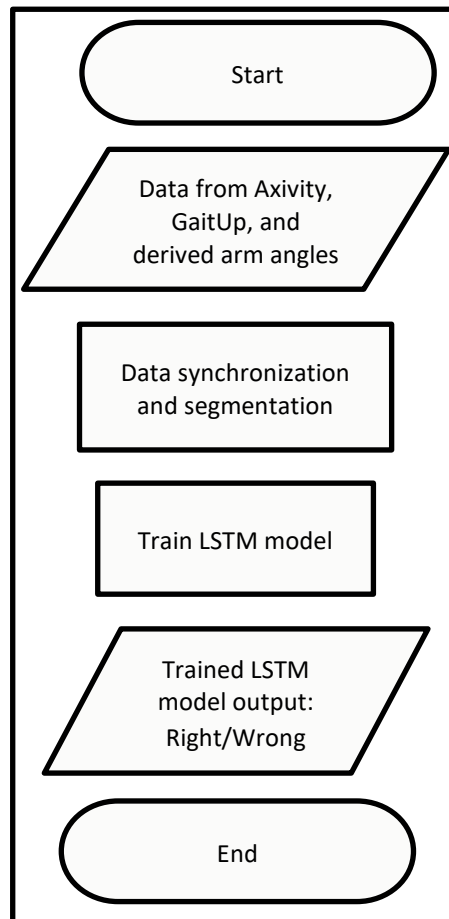 Start
Data from Axivity,
GaitUp, and
derived arm angles
Data synchronization
and segmentation
Train LSTM model
Trained LSTM
model output:
Right/Wrong
End